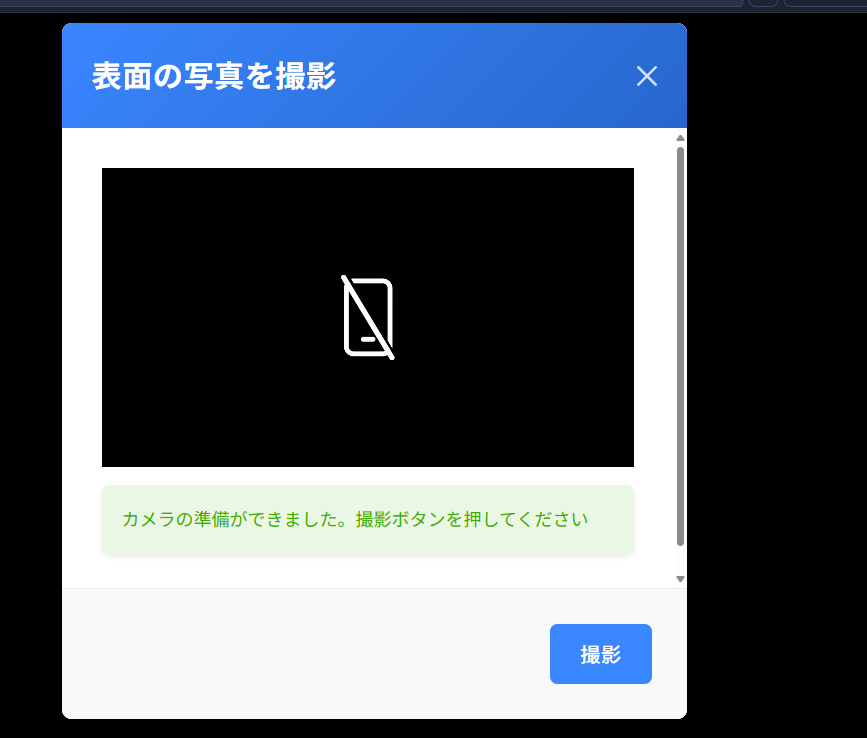 表面の写真を撮影
カメラの準備ができました。撮影ボタンを押してください
撮影